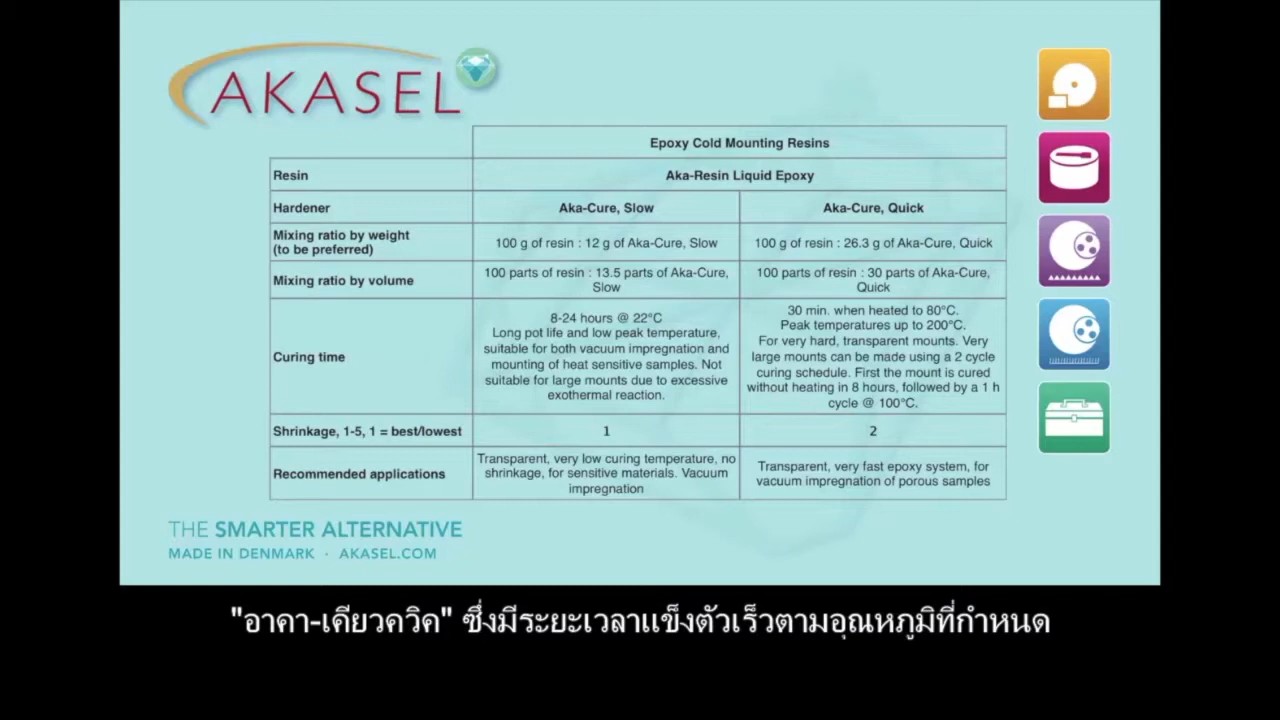 AKASEL
Epoxy Cold Mounting Resins
Resin
Aka-Resin Liquid Epoxy
Hardener
Aka-Cure, Slow
Aka-Cure, Quick
Mixing ratio by weight
(to be preferred)
100 g of resin : 12 g of Aka-Cure, Slow
100 g of resin : 26.3 g of Aka-Cure, Quick
Mixing ratio by volume
100 parts of resin : 13.5 parts of Aka-Cure,
Slow
100 parts of resin : 30 parts of Aka-Cure,
Quick
Curing time
8-24 hours @ 22°C
Long pot life and low peak temperature,
suitable for both vacuum impregnation and
mounting of heat sensitive samples. Not
suitable for large mounts due to excessive
exothermal reaction.
30 min. when heated to 80°C.
Peak temperatures up to 200°C.
For very hard, transparent mounts. Very
large mounts can be made using a 2 cycle
curing schedule. First the mount is cured
without heating in 8 hours, followed by a 1 h
cycle @ 100°C.
Shrinkage, 1-5, 1 = best/lowest
1
2
Recommended applications
Transparent, very low curing temperature, no
shrinkage, for sensitive materials. Vacuum
impregnation
Transparent, very fast epoxy system, for
vacuum impregnation of porous samples
THE SMARTER ALTERNATIVE
MADE IN DENMARK · AKASEL.COM
"อาคา-เคียวควิค" ซึ่งมีระยะเวลาแข็งตัวเร็วตามอุณหภูมิที่กำหนด